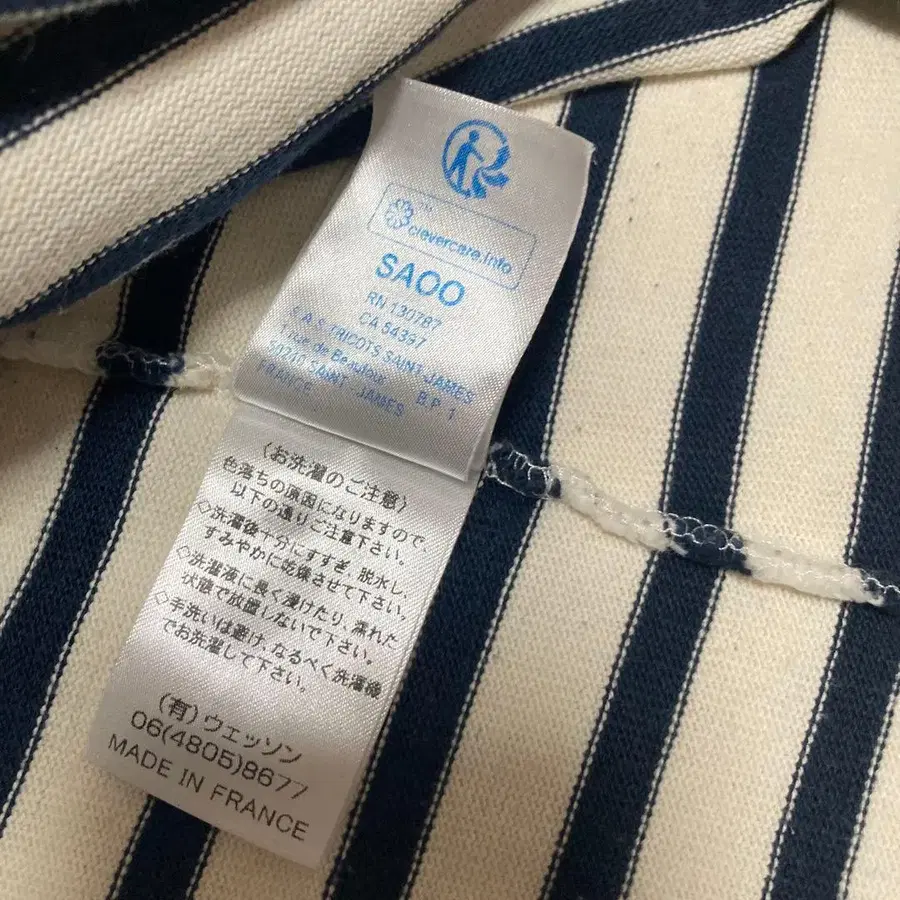 ™
clevercare.info
SAOO
RN 130787
CA 54397
S.A.S TRICOTS SAINT JAMES
1 rue de Beaufour B.P 1
50240 SAINT JAMES
FRANCE
(お洗濯のご注意)
色落ちの原因になりますので,
以下の通りご注意下さい。
◇洗濯後十分にすすぎ,脱水し,
すみやかに乾燥させて下さい。
◇洗濯液に長く浸けたり,濡れた
状態で放置しないで下さい。
◇手洗いは避け,なるべく洗濯機
でお洗濯して下さい。
(有)ウエッソン
06(4805)8677
MADE IN FRANCE